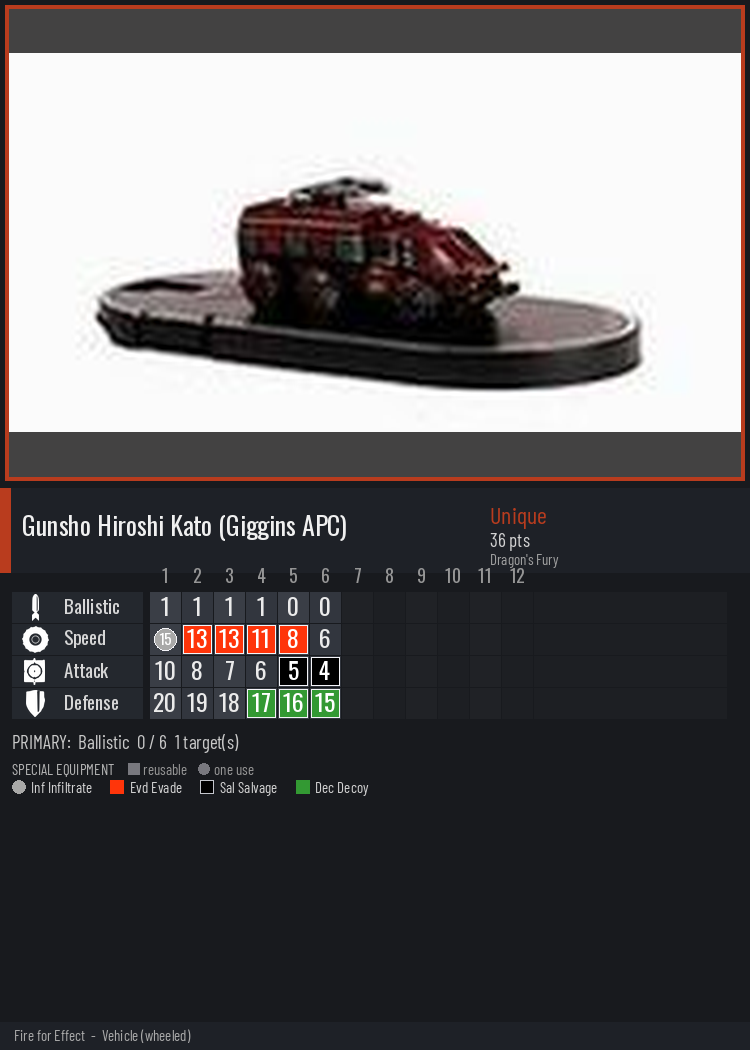 Gunsho Hiroshi Kato (Giggins APC)
Unique
36 pts
Dragon's Fury
1 2 3 4 5 6 7 8 9 10 11 12
Ballistic 1 1 1 1 0 0
Speed 15 13 13 11 8 6
Attack 10 8 7 6 5 4
Defense 20 19 18 17 16 15
PRIMARY: Ballistic 0 / 6 1 target(s)
SPECIAL EQUIPMENT reusable one use
Inf Infiltrate Evd Evade Sal Salvage Dec Decoy
Fire for Effect - Vehicle (wheeled)